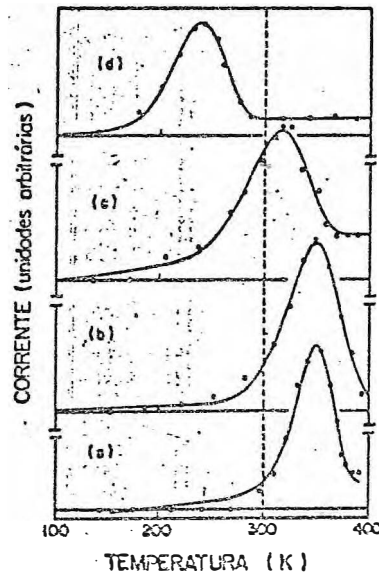 CORRENTE (unidades arbitrárias)
(d)
(c)
(b)
(a)
100 200 300 400
TEMPERATURA (K)